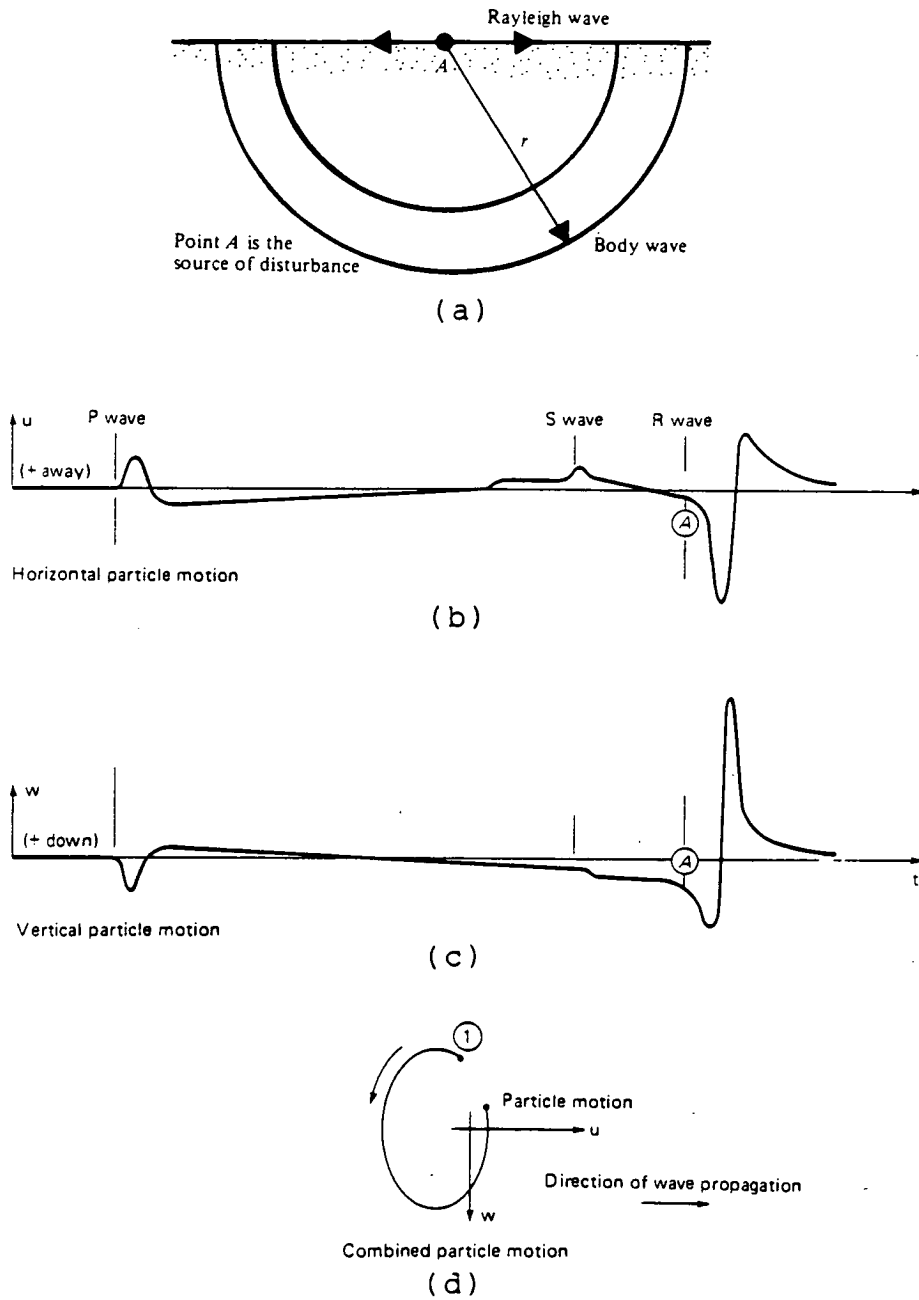 Rayleigh wave
A
r
Point A is the
source of disturbance
Body wave
(a)
u
P wave
S wave
R wave
(+ away)
A
Horizontal particle motion
(b)
w
(+ down)
A
t
Vertical particle motion
(c)
1
Particle motion
u
Direction of wave propagation
w
Combined particle motion
(d)